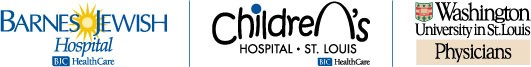 BARNES JEWISH
Hospital
BJC HealthCare
Children's
HOSPITAL • ST. LOUIS
BJC HealthCare
Washington
University in St. Louis
Physicians